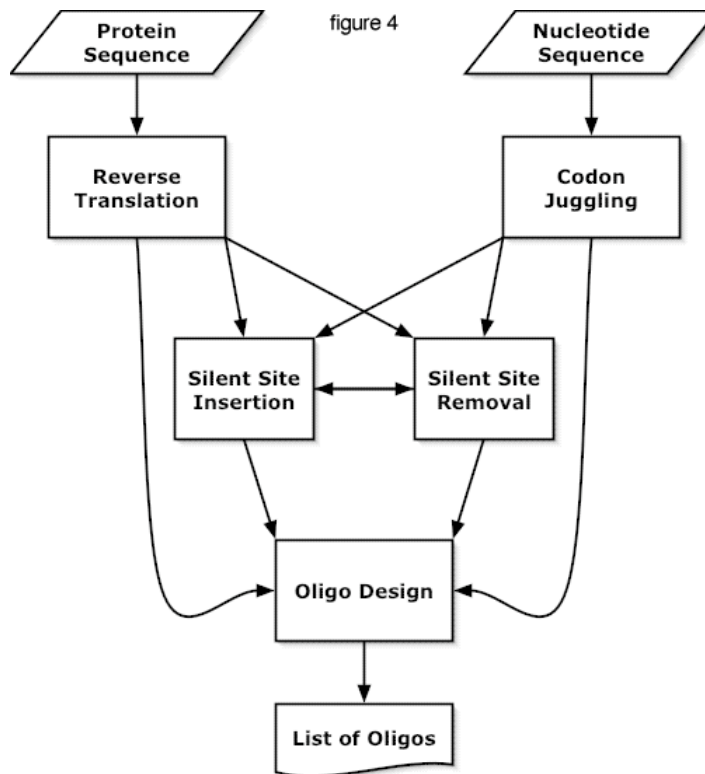 figure 4
Protein
Sequence
Nucleotide
Sequence
Reverse
Translation
Codon
Juggling
Silent Site
Insertion
Silent Site
Removal
Oligo Design
List of Oligos